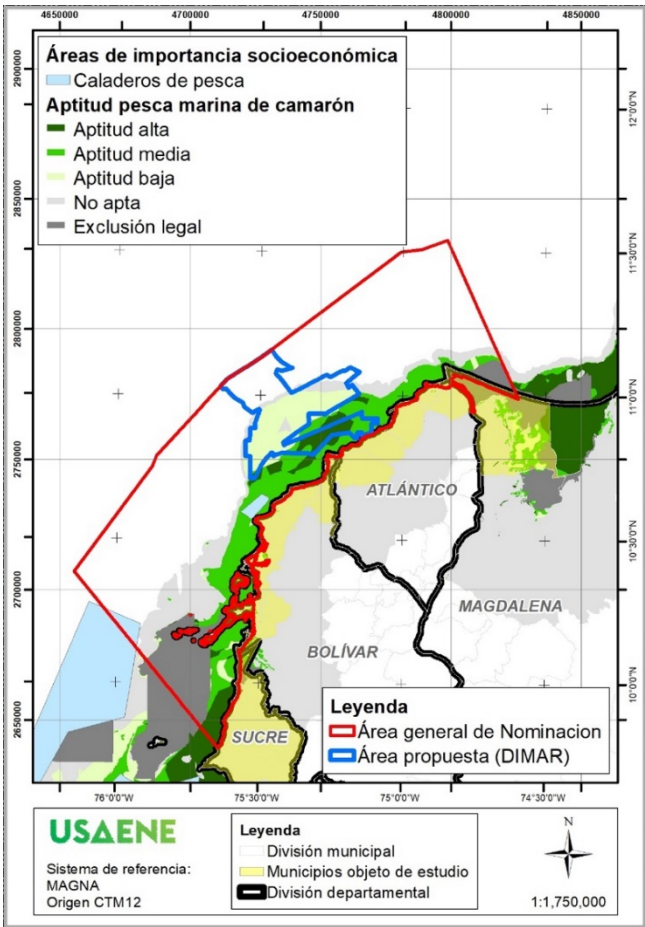 4650000 4700000 4750000 4800000 4850000
Áreas de importancia socioeconómica
Caladeros de pesca
Aptitud pesca marina de camarón
Aptitud alta
Aptitud media
Aptitud baja
No apta
Exclusión legal
2900000
2850000
2800000
2750000
2700000
2650000
12°0'0"N
11°30'0"N
11°0'0"N
10°30'0"N
10°0'0"N
ATLÁNTICO
MAGDALENA
BOLÍVAR
SUCRE
Leyenda
Área general de Nominacion
Área propuesta (DIMAR)
76°0'0"W 75°30'0"W 75°0'0"W 74°30'0"W
USAENE
Sistema de referencia:
MAGNA
Origen CTM12
Leyenda
División municipal
Municipios objeto de estudio
División departamental
N
1:1,750,000